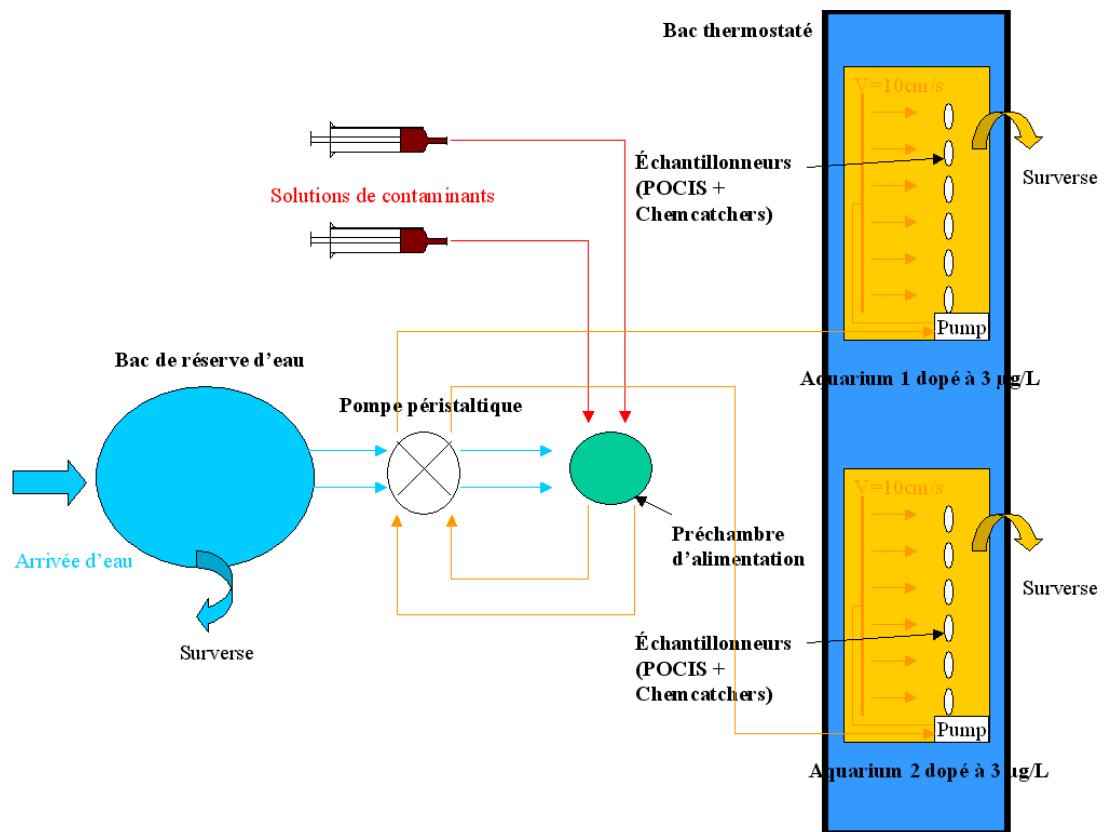 Bac thermostaté
V=10cm/s
Échantillonneurs
(POCIS +
Chemcatchers)
Surverse
Solutions de contaminants
Pump
Bac de réserve d’eau
Aquarium 1 dopé à 3 µg/L
Pompe péristaltique
V=10cm/s
Préchambre
d’alimentation
Arrivée d’eau
Surverse
Surverse
Échantillonneurs
(POCIS +
Chemcatchers)
Pump
Aquarium 2 dopé à 3 µg/L